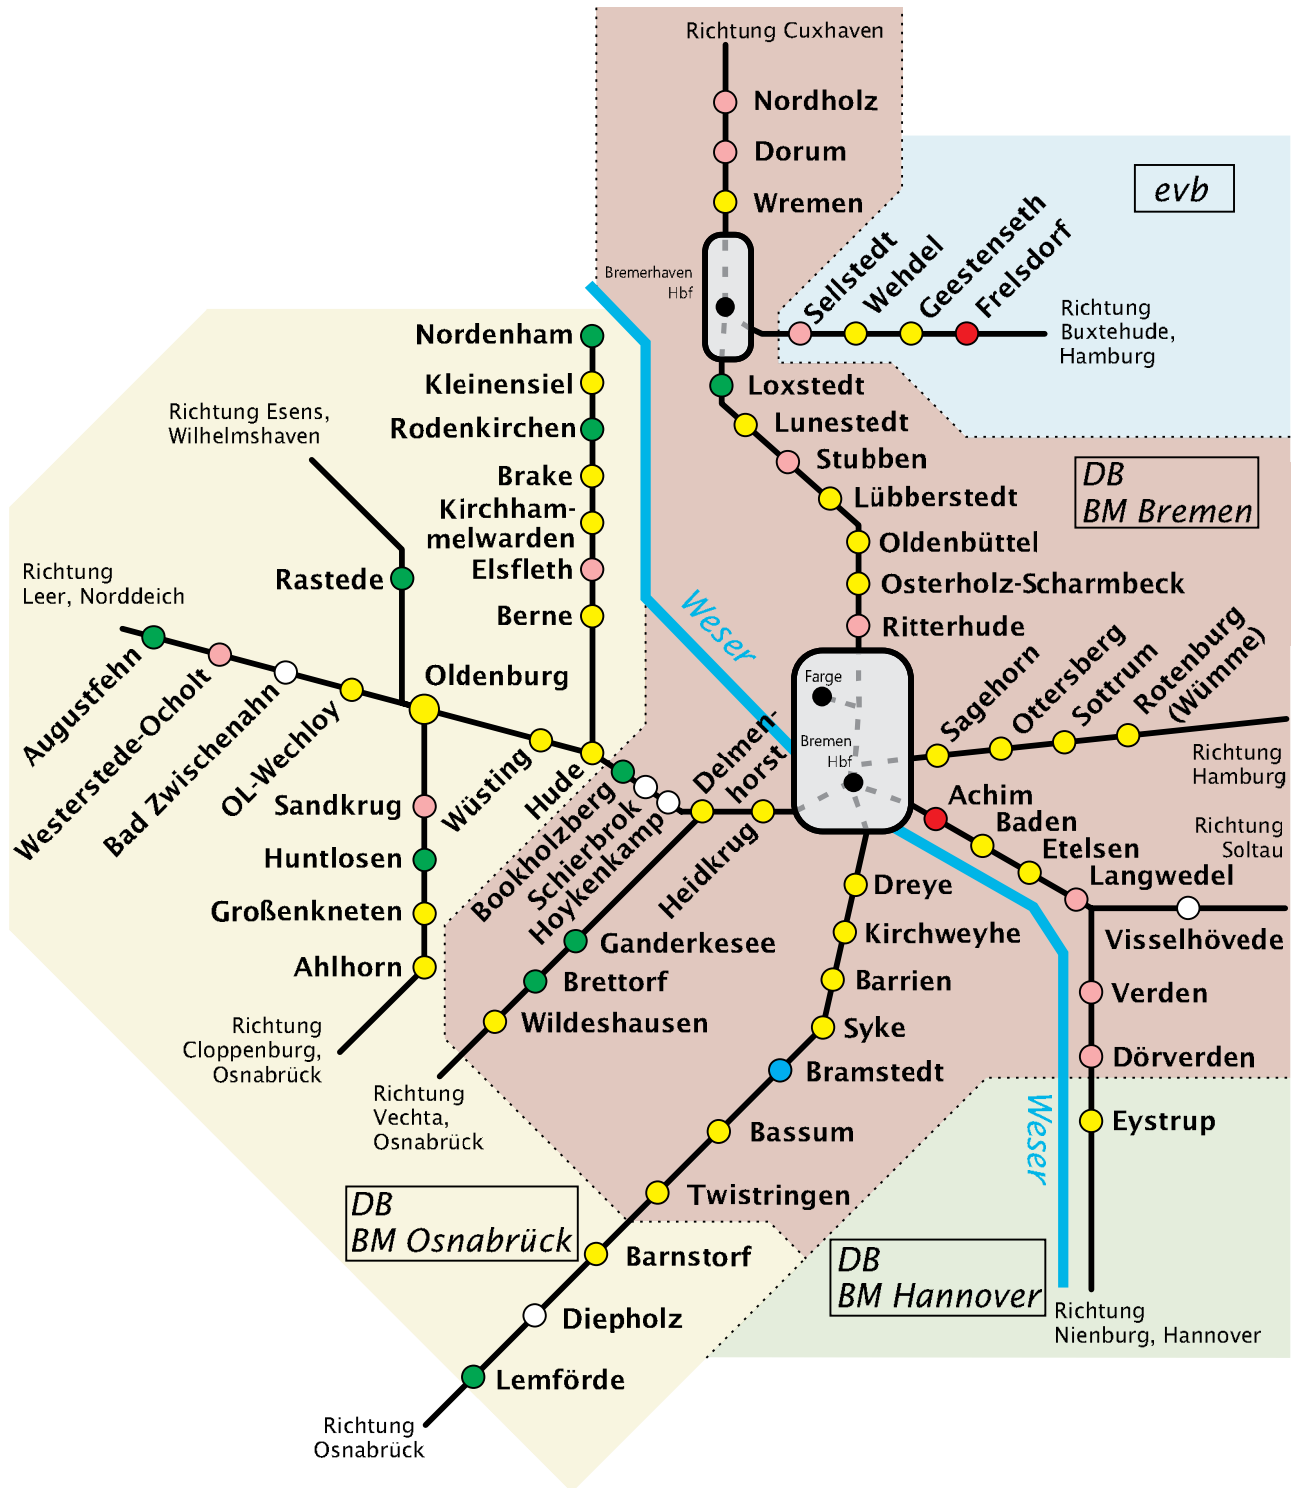 Richtung Cuxhaven
Nordholz
Dorum
Wremen
evb
Bremerhaven
Hbf
Sellstedt
Wehdel
Geestenseth
Frelsdorf
Richtung
Buxtehude,
Hamburg
Nordenham
Kleinensiel
Rodenkirchen
Brake
Kirchham-
melwarden
Elsfleth
Berne
Loxstedt
Lunestedt
Stubben
Lübberstedt
Oldenbüttel
Osterholz-Scharmbeck
Ritterhude
DB
BM Bremen
Richtung Esens,
Wilhelmshaven
Rastede
Richtung
Leer, Norddeich
Augustfehn
Westerstede-Ocholt
Bad Zwischenahn
OL-Wechloy
Oldenburg
Wüsting
Hude
Bookholzberg
Schierbrok
Hoykenkamp
Delmen-
horst
Heidkrug
Weser
Farge
Bremen
Hbf
Sagehorn
Ottersberg
Sottrum
Rotenburg
(Wümme)
Richtung
Hamburg
Achim
Baden
Etelsen
Langwedel
Richtung
Soltau
Visselhövede
Verden
Dörverden
Eystrup
Sandkrug
Huntlosen
Großenkneten
Ahlhorn
Richtung
Cloppenburg,
Osnabrück
Ganderkesee
Brettorf
Wildeshausen
Richtung
Vechta,
Osnabrück
Dreye
Kirchweyhe
Barrien
Syke
Bramstedt
Bassum
Twistringen
Barnstorf
Diepholz
Lemförde
Richtung
Osnabrück
DB
BM Osnabrück
DB
BM Hannover
Weser
Richtung
Nienburg, Hannover